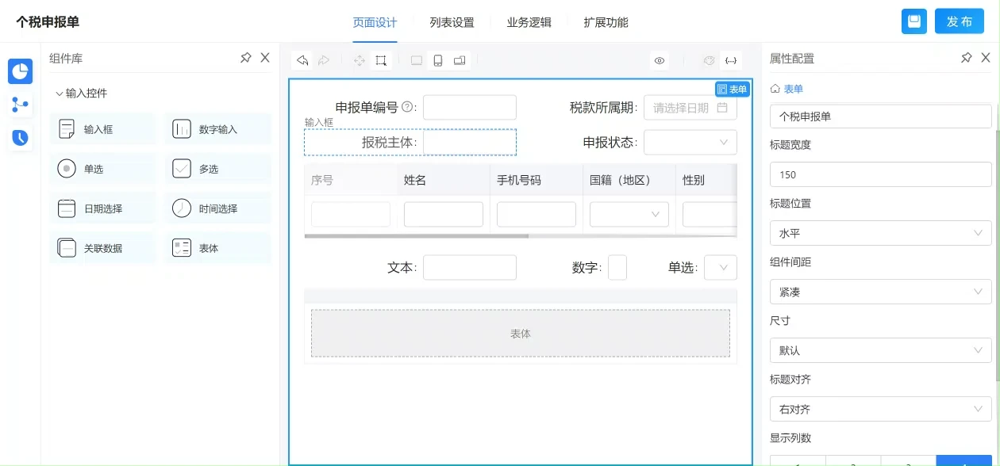 个税申报单
页面设计
列表设置
业务逻辑
扩展功能
发布
组件库
输入控件
输入框
数字输入
单选
多选
日期选择
时间选择
关联数据
表体
表单
申报单编号?:
税款所属期: 请选择日期
输入框
报税主体:
申报状态:
序号 姓名 手机号码 国籍（地区） 性别
文本: 数字: 单选:
表体
属性配置
表单
个税申报单
标题宽度
150
标题位置
水平
组件间距
紧凑
尺寸
默认
标题对齐
右对齐
显示列数